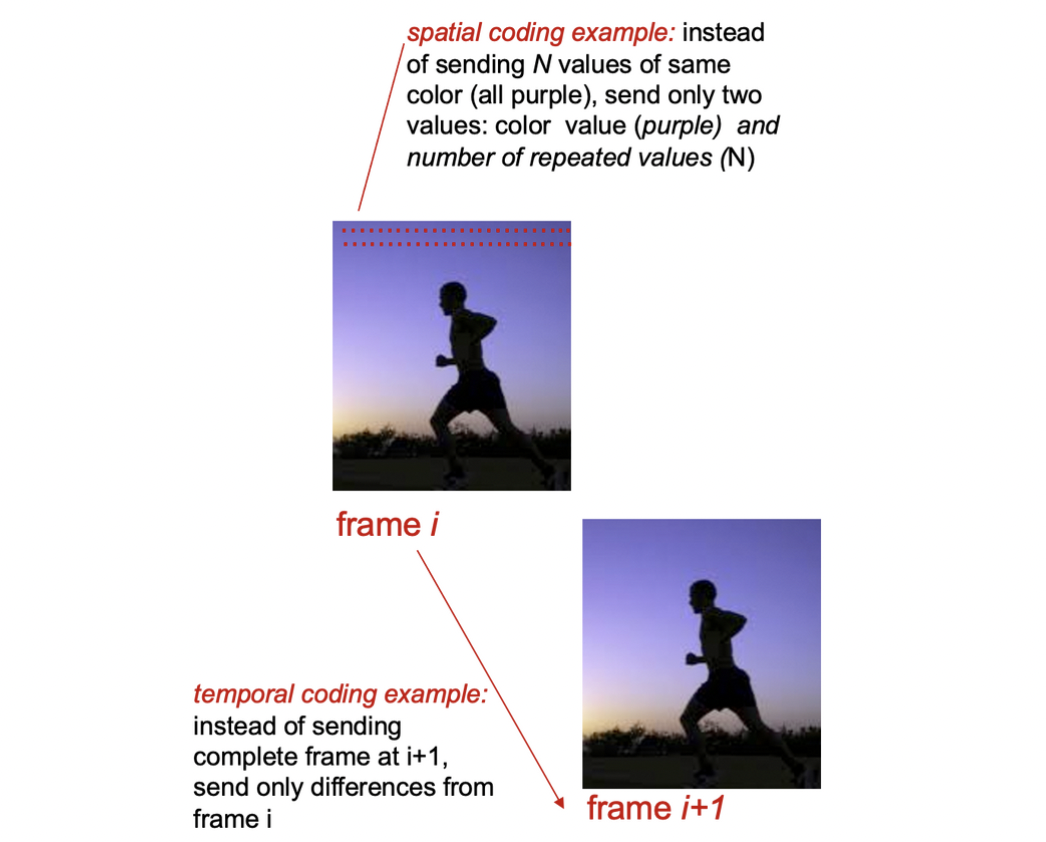 spatial coding example: instead
of sending N values of same
color (all purple), send only two
values: color value (purple) and
number of repeated values (N)
frame i
temporal coding example:
instead of sending
complete frame at i+1,
send only differences from
frame i
frame i+1